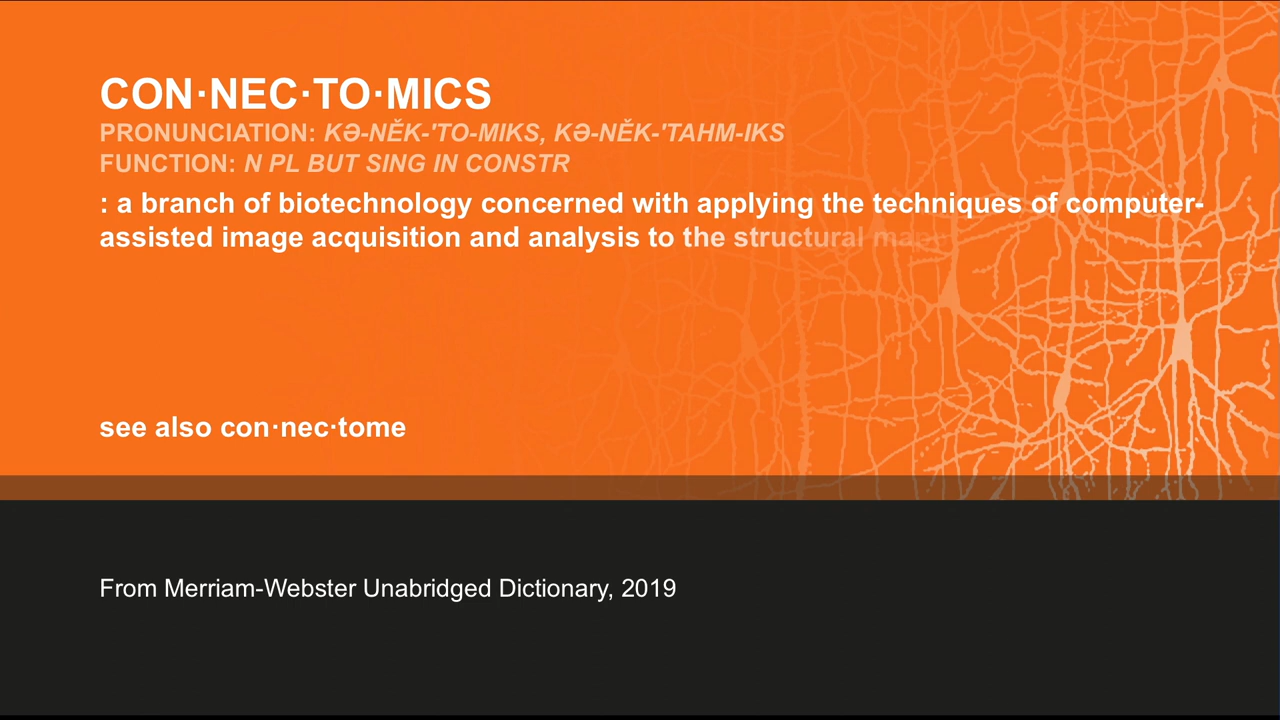 CON·NEC·TO·MICS
PRONUNCIATION: KƏ-NĚK-'TO-MIKS, KƏ-NĚK-'TAHM-IKS
FUNCTION: N PL BUT SING IN CONSTR
: a branch of biotechnology concerned with applying the techniques of computer-
assisted image acquisition and analysis to the structural
see also con·nec·tome
From Merriam-Webster Unabridged Dictionary, 2019